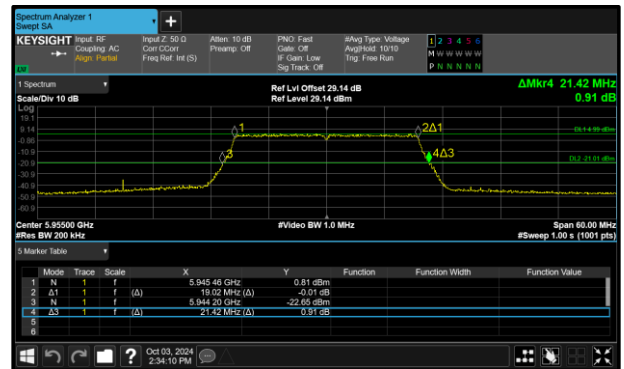 Spectrum Analyzer 1
Swept SA
+
KEYSIGHT Input: RF Input Z: 50 Ω Atten: 10 dB PNO: Fast #Avg Type: Voltage 1 2 3 4 5 6
Coupling: AC Corr CCorr Preamp: Off Gate: Off Avg|Hold: 10/10 M W W W W W
Align: Partial Freq Ref: Int (S) IF Gain: Low Trig: Free Run
Sig Track: Off P N N N N N
LXI
1 Spectrum
Ref Lvl Offset 29.14 dB ΔMkr4 21.42 MHz
Scale/Div 10 dB Ref Level 29.14 dBm 0.91 dB
Log
19.1
9.14
-0.86
-10.9
-20.9
-30.9
-40.9
-50.9
-60.9
1 2Δ1
3 4Δ3
DL1 4.99 dBm
DL2 -21.01 dBm
Center 5.95500 GHz #Video BW 1.0 MHz Span 60.00 MHz
#Res BW 200 kHz #Sweep 1.00 s (1001 pts)
5 Marker Table
Mode Trace Scale X Y Function Function Width Function Value
1 N 1 f 5.945 46 GHz 0.81 dBm
2 Δ1 1 f (Δ) 19.02 MHz (Δ) -0.01 dB
3 N 1 f 5.944 20 GHz -22.65 dBm
4 Δ3 1 f (Δ) 21.42 MHz (Δ) 0.91 dB
5
6
? Oct 03, 2024
2:34:10 PM